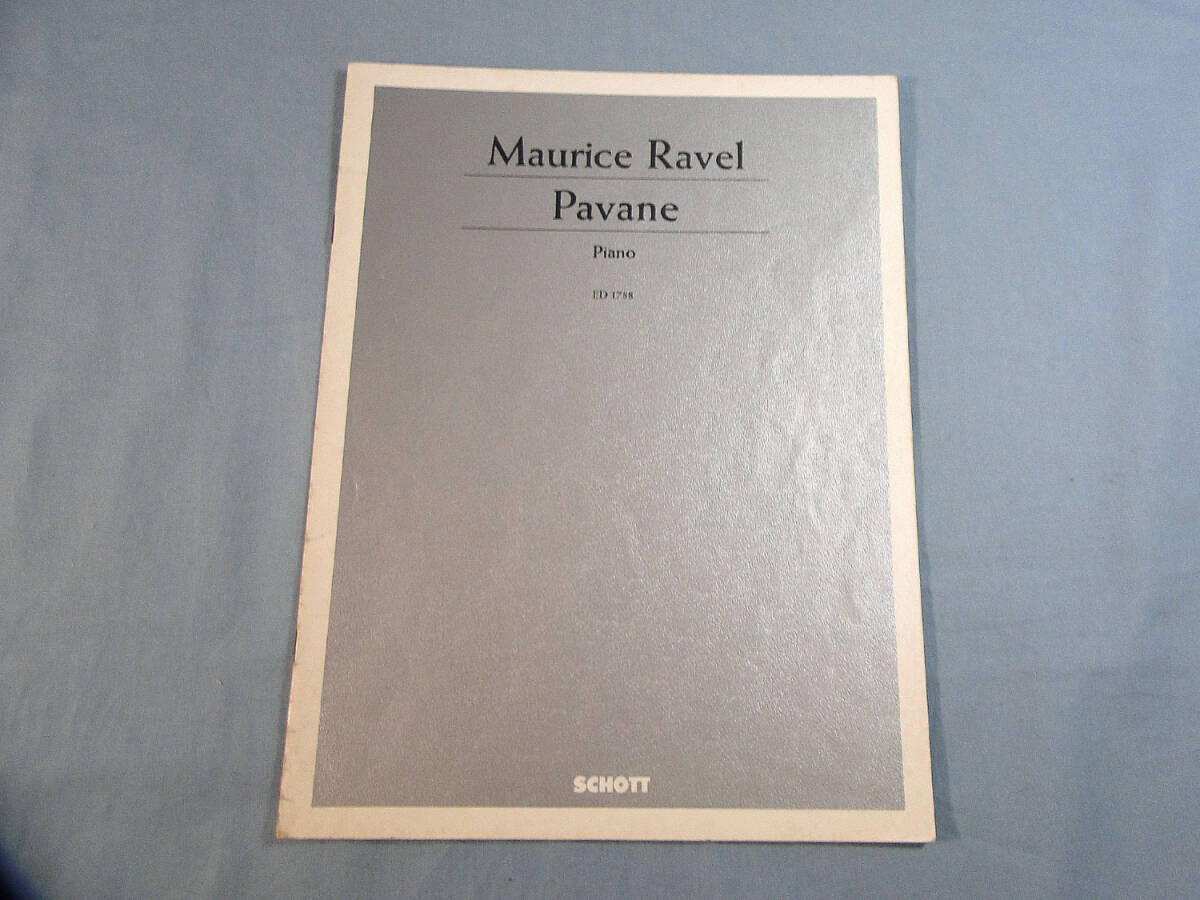 Maurice Ravel
Pavane
Piano
ED 1788
SCHOTT